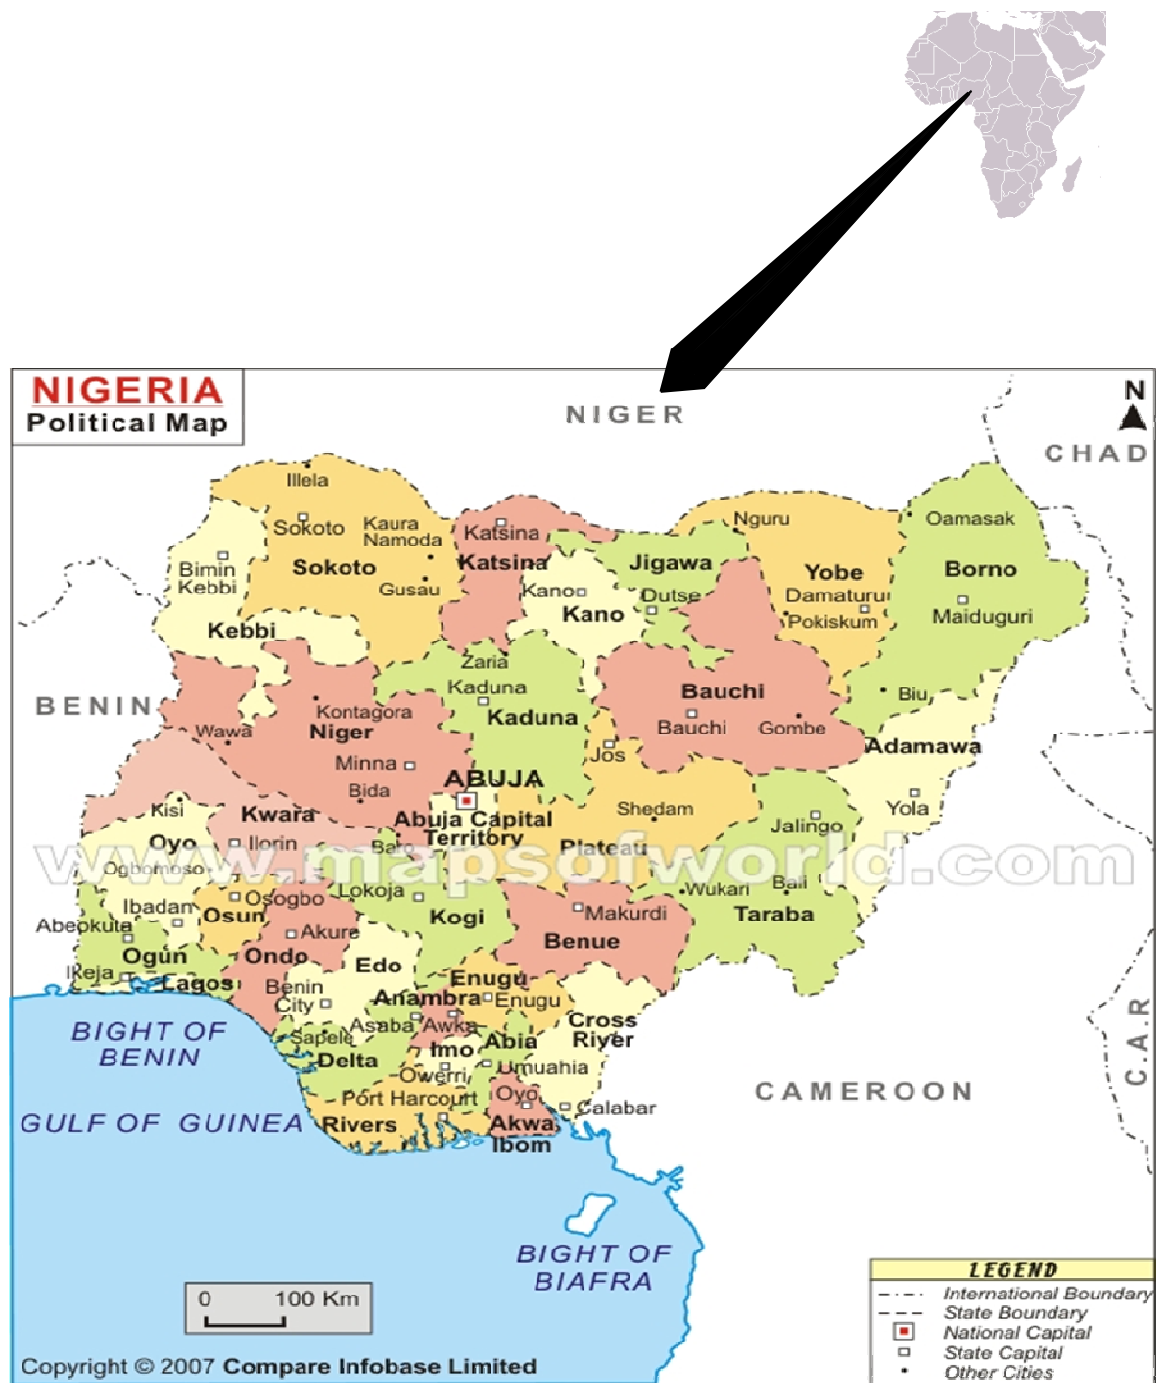 NIGERIA
Political Map
NIGER
N
CHAD
Illela
Sokoto
Kaura
Namoda
Katsina
Nguru
Oamasak
Bimin
Kebbi
Sokoto
Gusau
Katsina
Kano
Kano
Jigawa
Dutse
Yobe
Damaturu
Pokiskum
Borno
Maiduguri
Kebbi
Zaria
Kaduna
Kaduna
Bauchi
Bauchi
Gombe
Biu
BENIN
Kontagora
Niger
Wawa
Minna
Bida
Jos
Adamawa
Yola
ABUJA
Abuja Capital
Territory
Shedam
Plateau
Jalingo
Kisi
Kwara
Oyo
Ilorin
Baro
www.mapsofworld.com
Ogbomoso
Lokoja
Kogi
Wukari
Bali
Taraba
Ibadan
Osun
Osogbo
Makurdi
Benue
Abeokuta
Akure
Ogun
Ondo
Edo
Ikeja
Lagos
Benin
City
Enugu
Anambra
Enugu
Asaba
Awka
Cross
Riyer
Sapele
Delta
Imo
Abia
Owerri
Umuahia
Port Harcourt
Oyo
Calabar
Rivers
Akwa
Ibom
BIGHT OF
BENIN
GULF OF GUINEA
CAMEROON
C.A.R
BIGHT OF
BIAFRA
0 100 Km
LEGEND
International Boundary
State Boundary
National Capital
State Capital
Other Cities
Copyright © 2007 Compare Infobase Limited